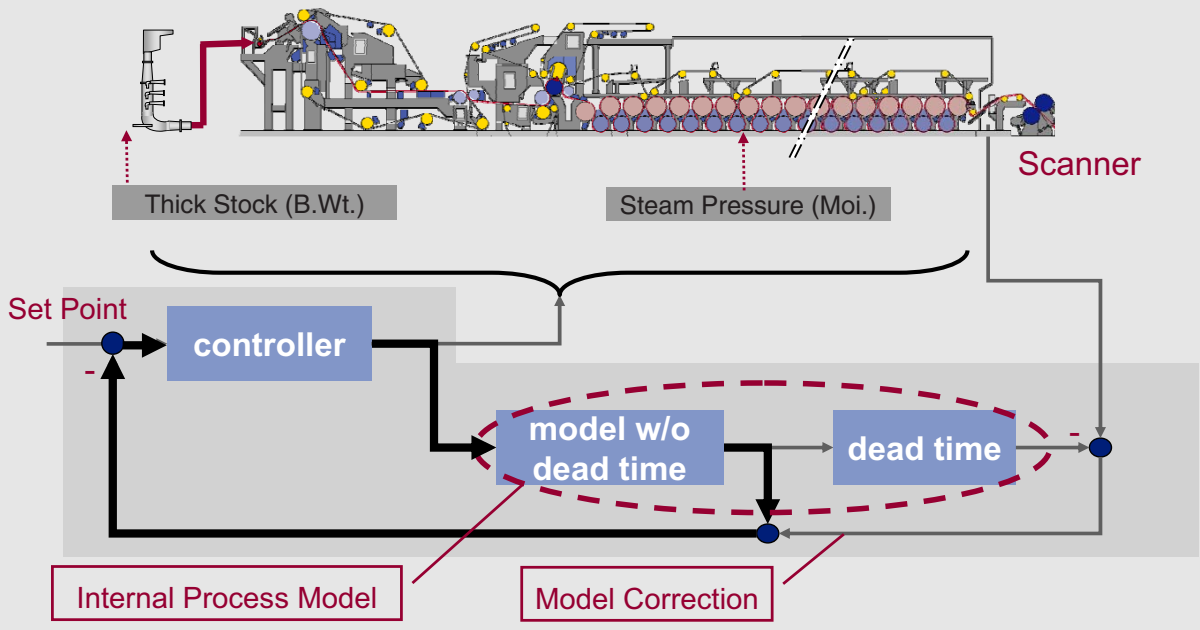 Scanner
Thick Stock (B.Wt.)
Steam Pressure (Moi.)
Set Point
controller
-
model w/o
dead time
dead time
-
Internal Process Model
Model Correction